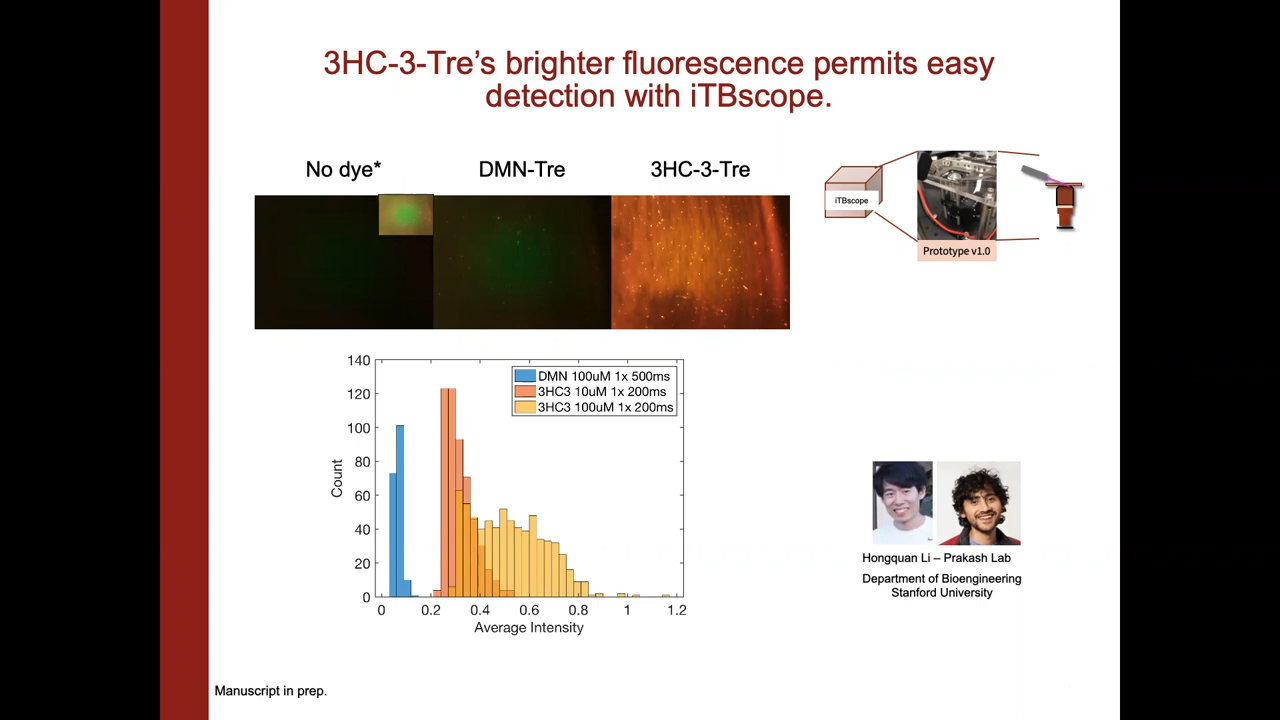 3HC-3-Tre’s brighter fluorescence permits easy
detection with iTBscope.
No dye*
DMN-Tre
3HC-3-Tre
iTBscope
Prototype v1.0
140
120
100
80
60
40
20
0
Count
DMN 100uM 1x 500ms
3HC3 10uM 1x 200ms
3HC3 100uM 1x 200ms
0 0.2 0.4 0.6 0.8 1 1.2
Average Intensity
Hongquan Li – Prakash Lab
Department of Bioengineering
Stanford University
Manuscript in prep.